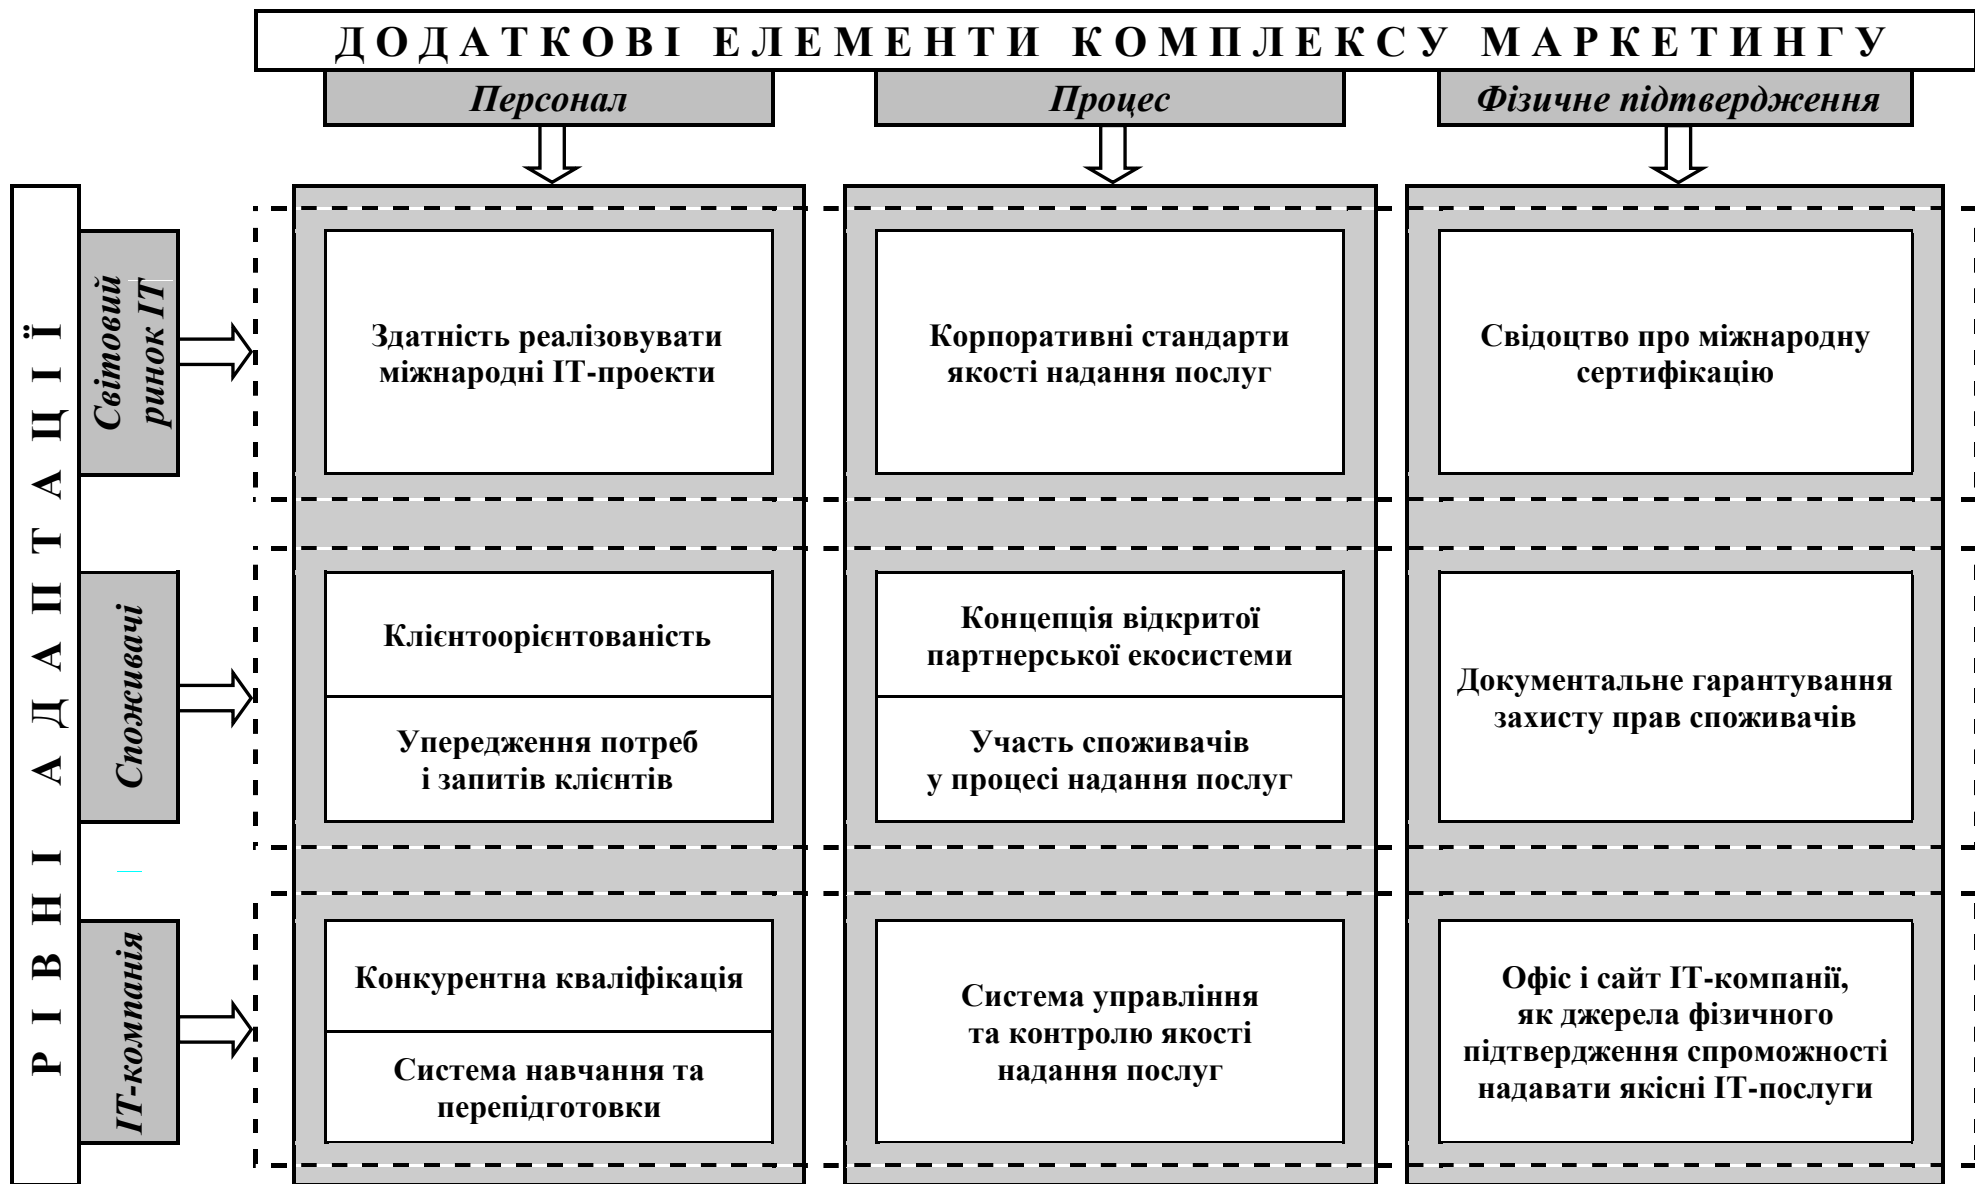 ДОДАТКОВІ ЕЛЕМЕНТИ КОМПЛЕКСУ МАРКЕТИНГУ
Персонал
Процес
Фізичне підтвердження
РІВНІ АДАПТАЦІЇ
Світовий
ринок ІТ
Здатність реалізовувати
міжнародні ІТ-проекти
Корпоративні стандарти
якості надання послуг
Свідоцтво про міжнародну
сертифікацію
Споживачі
Клієнтоорієнтованість
Упередження потреб
і запитів клієнтів
Концепція відкритої
партнерської екосистеми
Участь споживачів
у процесі надання послуг
Документальне гарантування
захисту прав споживачів
ІТ-компанія
Конкурентна кваліфікація
Система навчання та
перепідготовки
Система управління
та контролю якості
надання послуг
Офіс і сайт ІТ-компанії,
як джерела фізичного
підтвердження спроможності
надавати якісні ІТ-послуги